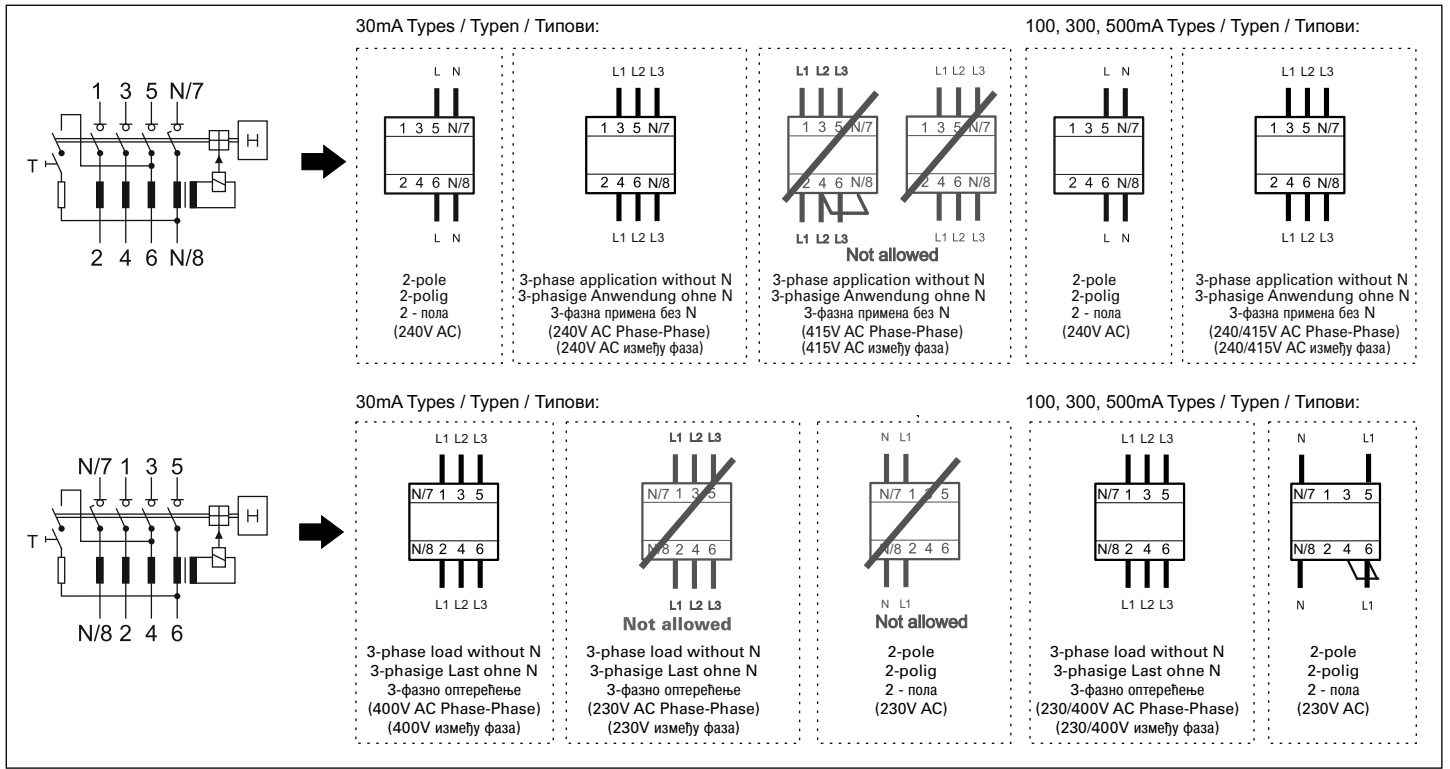 30mA Types / Typen / Типови:
100, 300, 500mA Types / Typen / Типови:
1 3 5 N/7
H
T
2 4 6 N/8
L N
1 3 5 N/7
2 4 6 N/8
L N
2-pole
2-polig
2 - пола
(240V AC)
L1 L2 L3
1 3 5 N/7
2 4 6 N/8
L1 L2 L3
3-phase application without N
3-phasige Anwendung ohne N
3-фазна примена без N
(240V AC Phase-Phase)
(240V AC између фаза)
L1 L2 L3
1 3 5 N/7
2 4 6 N/8
L1 L2 L3
L1 L2 L3
1 3 5 N/7
2 4 6 N/8
L1 L2 L3
Not allowed
3-phase application without N
3-phasige Anwendung ohne N
3-фазна примена без N
(415V AC Phase-Phase)
(415V AC између фаза)
L N
1 3 5 N/7
2 4 6 N/8
L N
2-pole
2-polig
2 - пола
(240V AC)
L1 L2 L3
1 3 5 N/7
2 4 6 N/8
L1 L2 L3
3-phase application without N
3-phasige Anwendung ohne N
3-фазна примена без N
(240/415V AC Phase-Phase)
(240/415V AC између фаза)
30mA Types / Typen / Типови:
100, 300, 500mA Types / Typen / Типови:
N/7 1 3 5
H
T
N/8 2 4 6
L1 L2 L3
N/7 1 3 5
N/8 2 4 6
L1 L2 L3
3-phase load without N
3-phasige Last ohne N
3-фазно оптерећење
(400V AC Phase-Phase)
(400V између фаза)
L1 L2 L3
N/7 1 3 5
N/8 2 4 6
L1 L2 L3
Not allowed
3-phase load without N
3-phasige Last ohne N
3-фазно оптерећење
(230V AC Phase-Phase)
(230V између фаза)
N L1
N/7 1 3 5
N/8 2 4 6
N L1
Not allowed
2-pole
2-polig
2 - пола
(230V AC)
L1 L2 L3
N/7 1 3 5
N/8 2 4 6
L1 L2 L3
3-phase load without N
3-phasige Last ohne N
3-фазно оптерећење
(230/400V AC Phase-Phase)
(230/400V између фаза)
N L1
N/7 1 3 5
N/8 2 4 6
N L1
2-pole
2-polig
2 - пола
(230V AC)